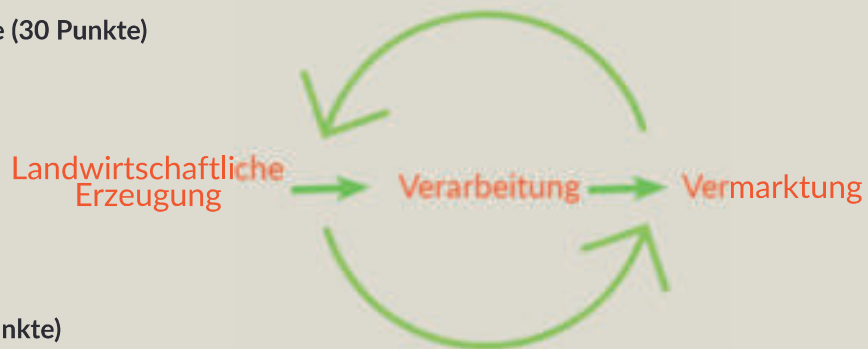 e (30 Punkte)
Landwirtschaftliche
Erzeugung
Verarbeitung
Vermarktung
nkte)